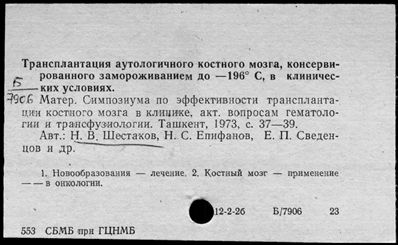 Трансплантация аутологичного костного мозга, консерви-
рованного замораживанием до —196° С, в клиничес-
Б
ких условиях.
7906
Матер. Симпозиума по эффективности транспланта-
ции костного мозга в клинике, акт. вопросам гематоло-
гии и трансфузиологии. Ташкент, 1973, с. 37—39.
Авт.: Н. В. Шестаков, Н. С. Епифанов, Е. П. Сведен-
цов и др.
1. Новообразования — лечение. 2. Костный мозг — применение
— — в онкологии.
12-2-26 Б/7906 23
553 СБМБ при ГЦНМБ